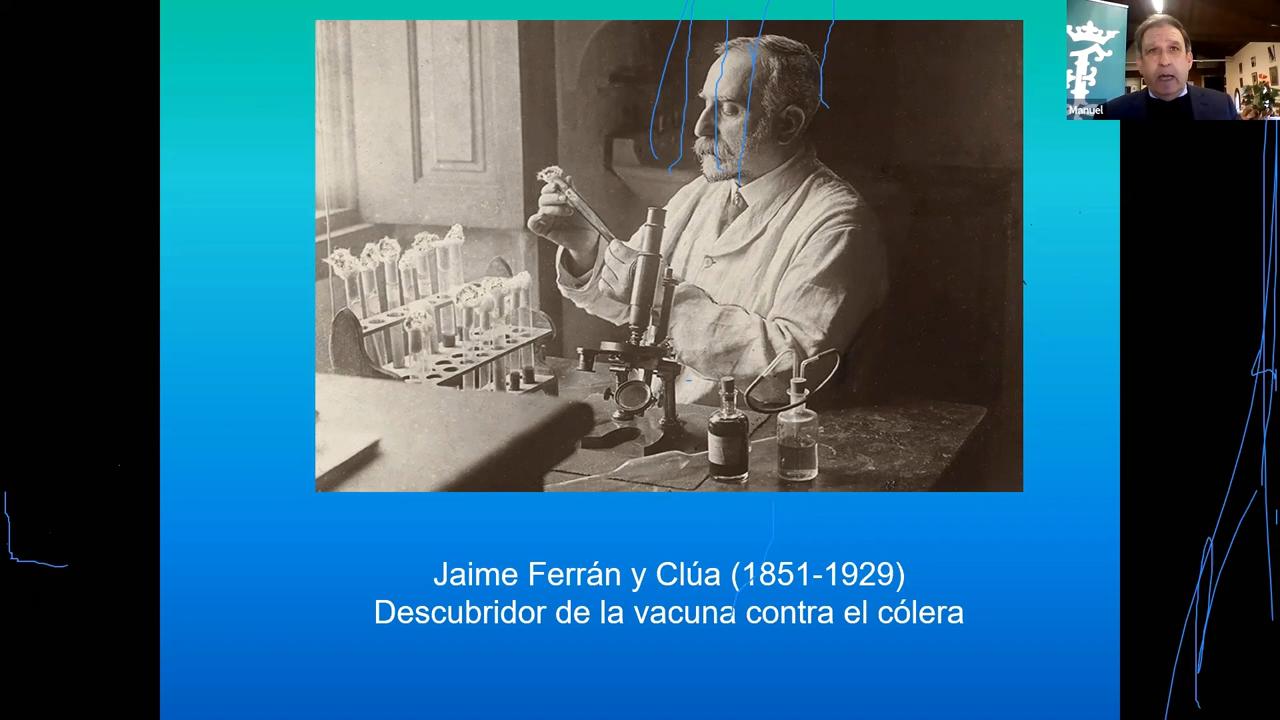 Manuel
Jaime Ferrán y Clúa (1851-1929)
Descubridor de la vacuna contra el cólera